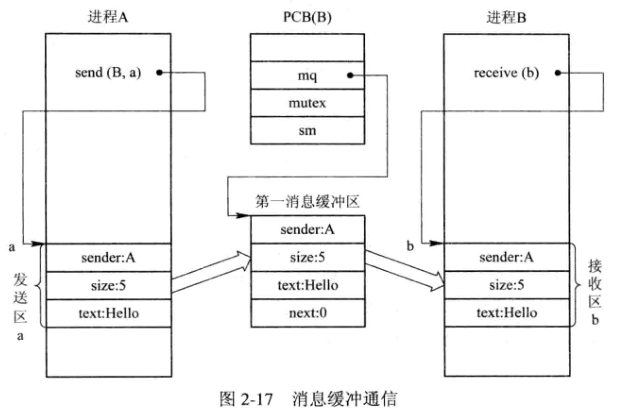 进程A
PCB(B)
进程B
send (B, a)
mq
receive (b)
mutex
sm
第一消息缓冲区
a
sender:A
b
sender:A
sender:A
size:5
size:5
size:5
text:Hello
text:Hello
text:Hello
next:0
发送区a
接收区b
图 2-17 消息缓冲通信